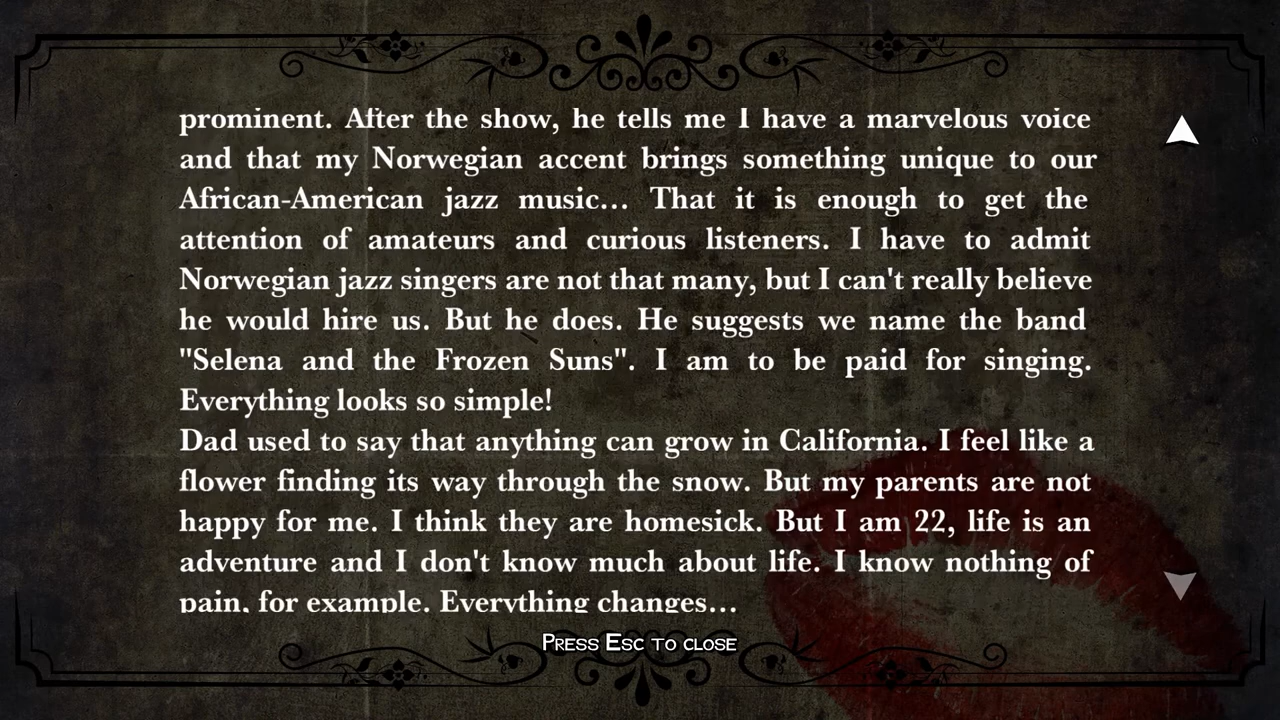 prominent. After the show, he tells me I have a marvelous voice
and that my Norwegian accent brings something unique to our
African-American jazz music... That it is enough to get the
attention of amateurs and curious listeners. I have to admit
Norwegian jazz singers are not that many, but I can't really believe
he would hire us. But he does. He suggests we name the band
"Selena and the Frozen Suns". I am to be paid for singing.
Everything looks so simple!
Dad used to say that anything can grow in California. I feel like a
flower finding its way through the snow. But my parents are not
happy for me. I think they are homesick. But I am 22, life is an
adventure and I don't know much about life. I know nothing of
pain, for example. Everything changes...
Press Esc to close